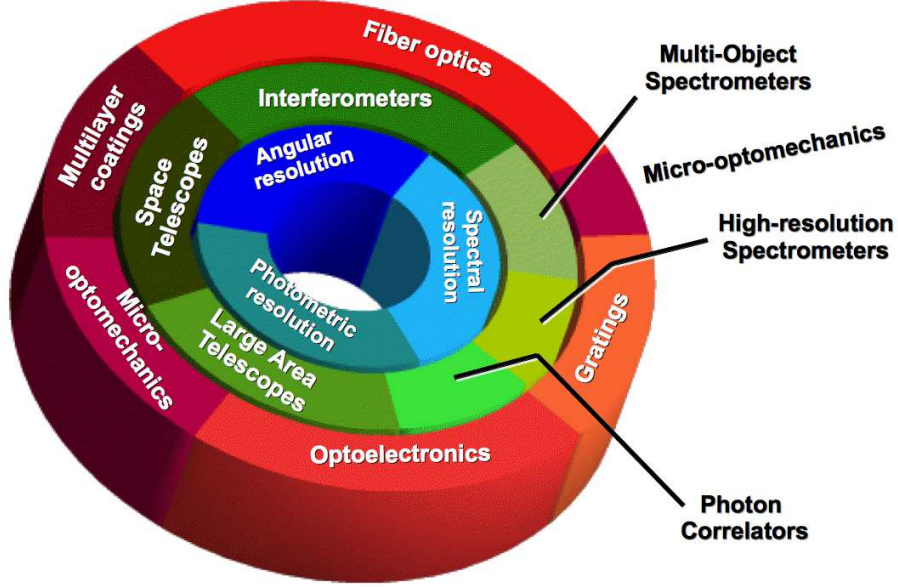 Fiber optics
Multi-Object
Spectrometers
Multilayer
coatings
Interferometers
Micro-optomechanics
Space
Telescopes
Angular
resolution
High-resolution
Spectrometers
Spectral
resolution
Photometric
resolution
Micro-
optomechanics
Large Area
Telescopes
Gratings
Optoelectronics
Photon
Correlators